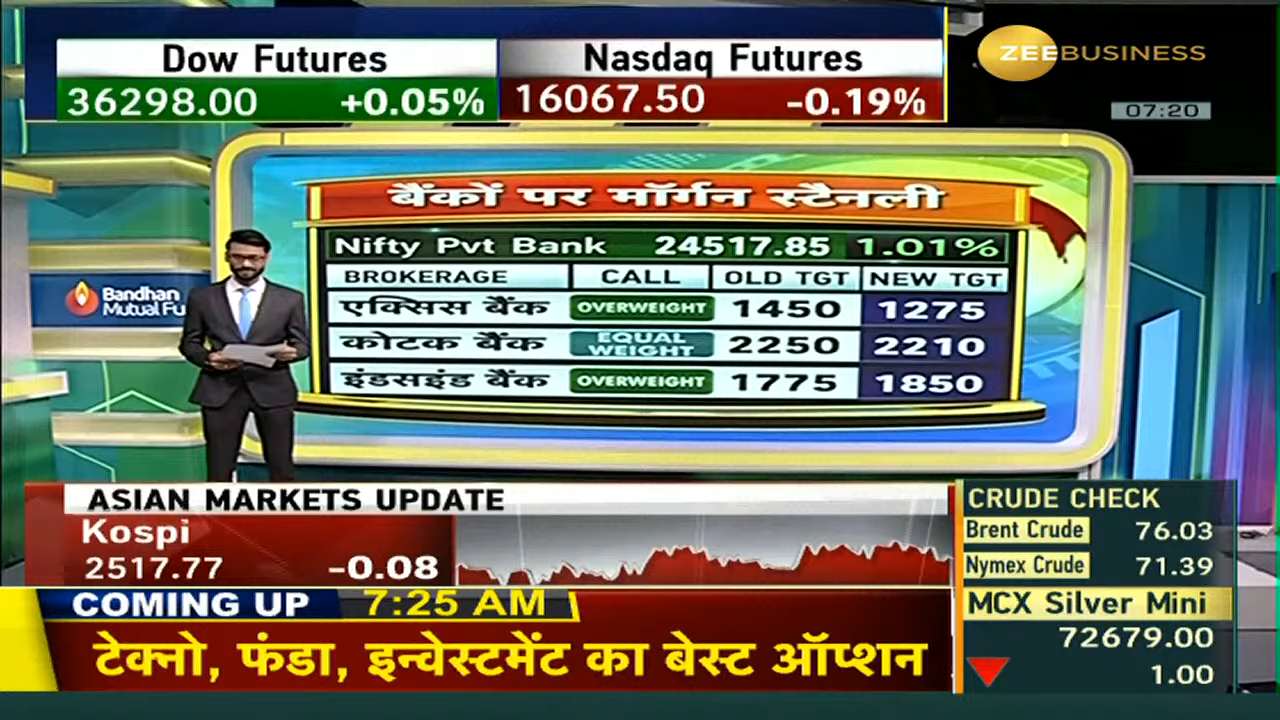 Dow Futures
36298.00 +0.05%
Nasdaq Futures
16067.50 -0.19%
ZEEBUSINESS
07:20
बैंकों पर मॉर्गन स्टैनली
Nifty Pvt Bank 24517.85 1.01%
BROKERAGE CALL OLD TGT NEW TGT
एक्सिस बैंक OVERWEIGHT 1450 1275
कोटक बैंक EQUAL WEIGHT 2250 2210
इंडसइंड बैंक OVERWEIGHT 1775 1850
Bandhan
Mutual Fu
ASIAN MARKETS UPDATE
Kospi
2517.77 -0.08
CRUDE CHECK
Brent Crude 76.03
Nymex Crude 71.39
MCX Silver Mini
72679.00
1.00
COMING UP 7:25 AM
टेक्नो, फंडा, इन्वेस्टमेंट का बेस्ट ऑप्शन